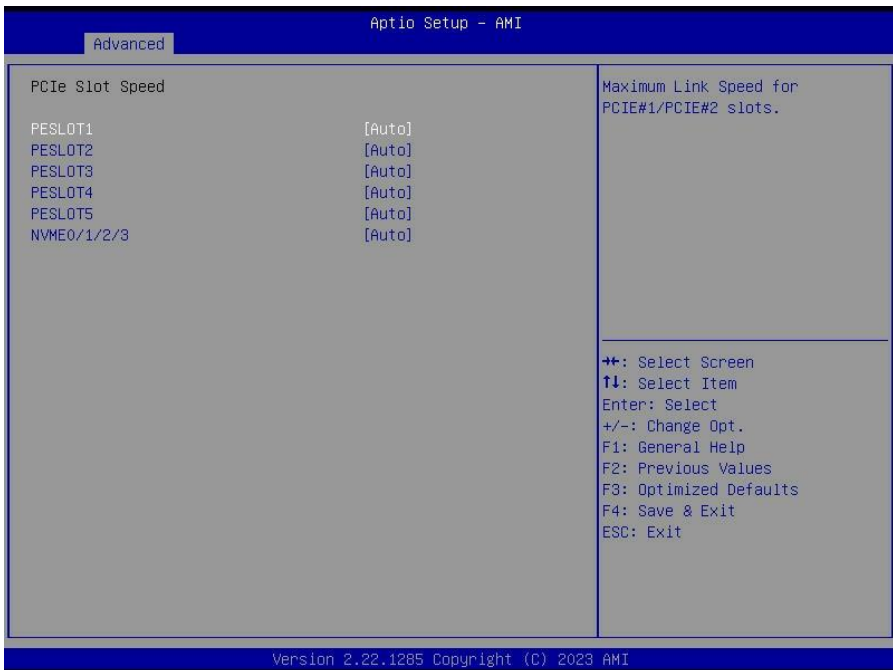 Aptio Setup – AMI
Advanced
PCIe Slot Speed
PESLOT1 [Auto]
PESLOT2 [Auto]
PESLOT3 [Auto]
PESLOT4 [Auto]
PESLOT5 [Auto]
NVME0/1/2/3 [Auto]
Maximum Link Speed for
PCIE#1/PCIE#2 slots.
→←: Select Screen
↑↓: Select Item
Enter: Select
+/-: Change Opt.
F1: General Help
F2: Previous Values
F3: Optimized Defaults
F4: Save & Exit
ESC: Exit
Version 2.22.1285 Copyright (C) 2023 AMI